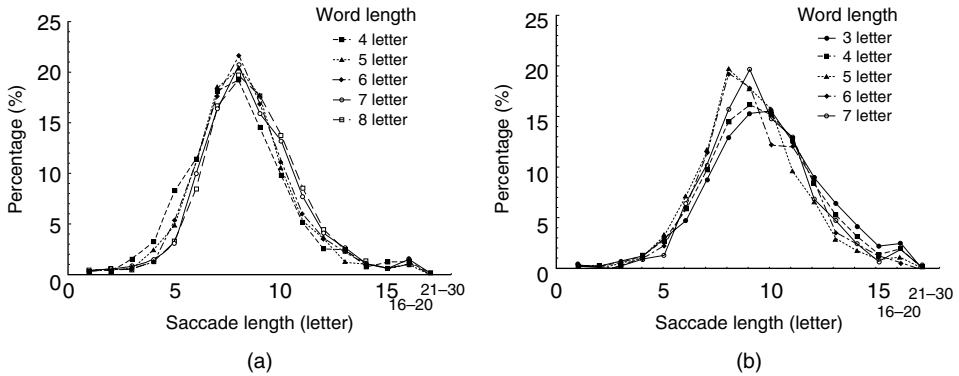 Word length
4 letter
5 letter
6 letter
7 letter
8 letter
25
20
15
10
5
0
Percentage (%)
0
5
10
15
16–20
21–30
Saccade length (letter)
(a)
Word length
3 letter
4 letter
5 letter
6 letter
7 letter
25
20
15
10
5
0
Percentage (%)
0
5
10
15
16–20
21–30
Saccade length (letter)
(b)